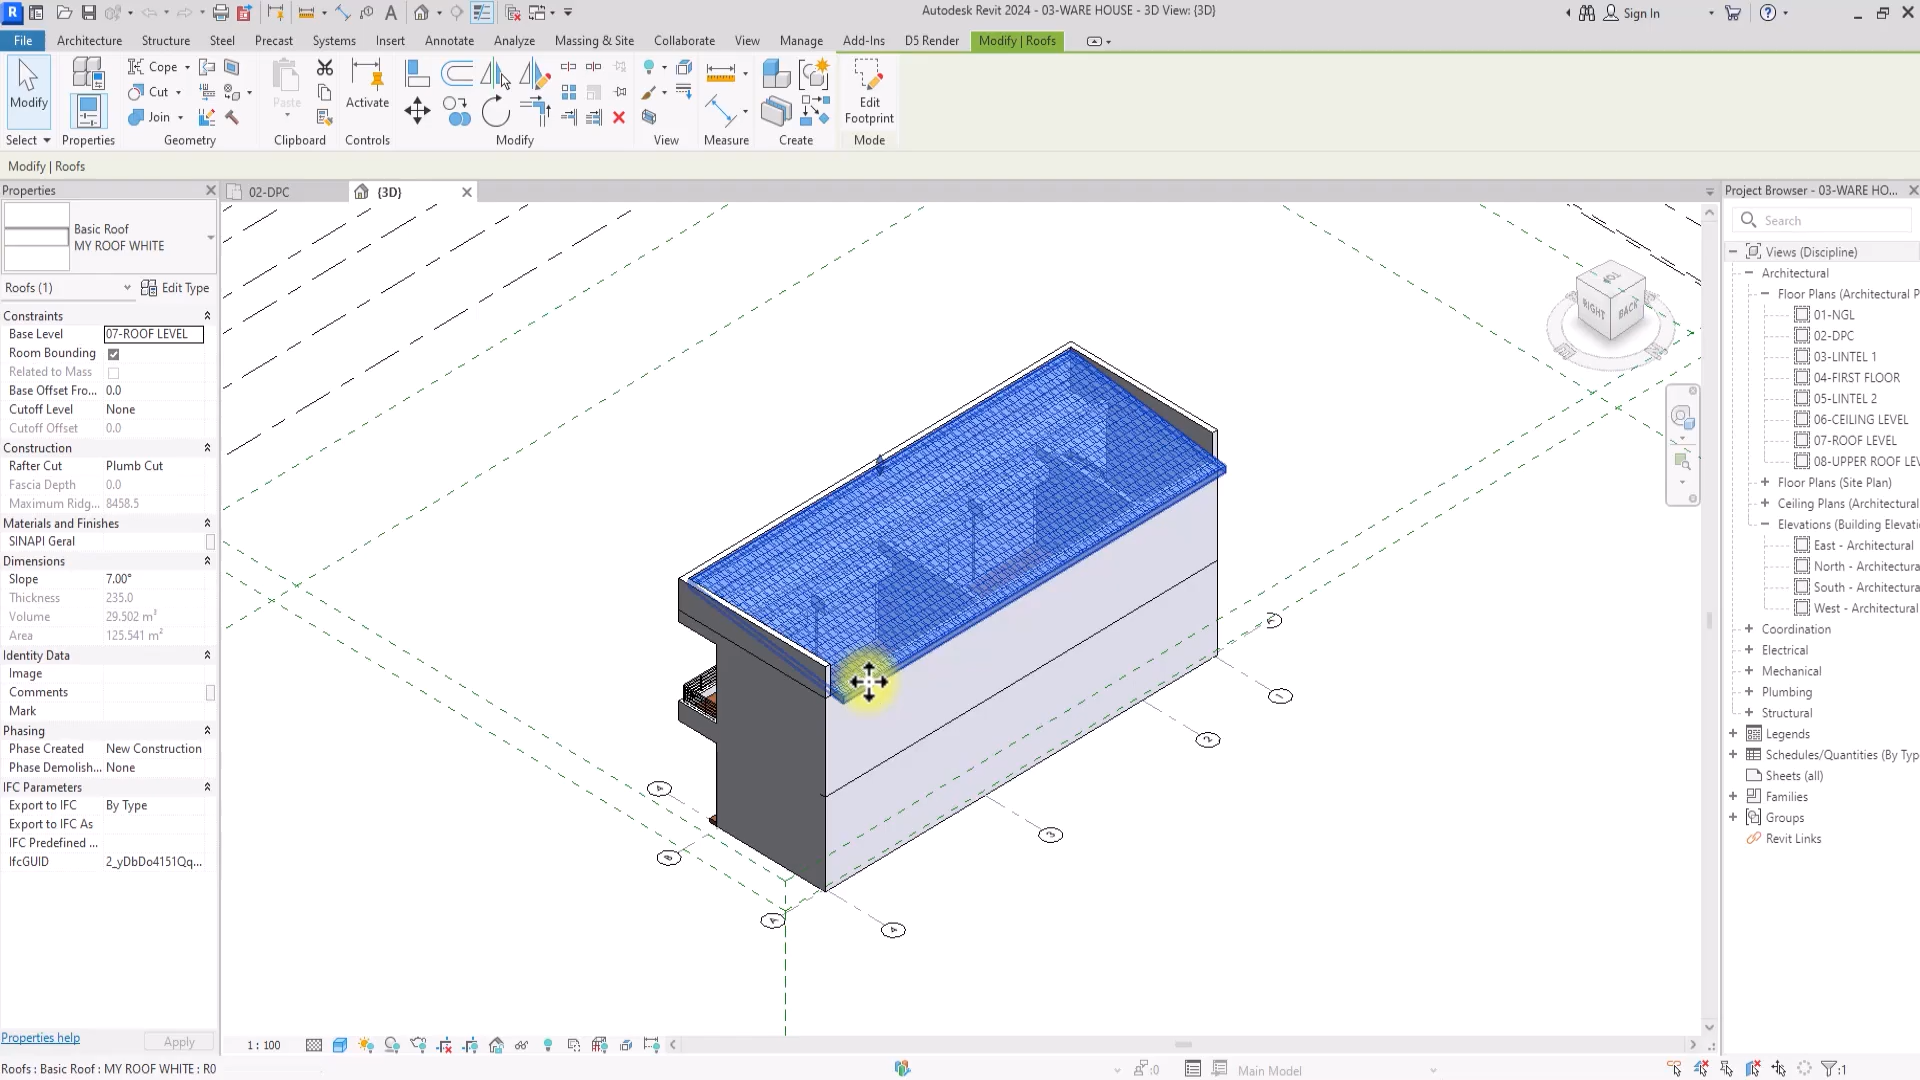 Autodesk Revit 2024 - 03-WARE HOUSE - 3D View: {3D}
Sign In
File Architecture Structure Steel Precast Systems Insert Annotate Analyze Massing & Site Collaborate View Manage Add-Ins D5 Render Modify | Roofs
Modify
Cope
Cut
Join
Paste
Activate
Edit
Footprint
Select Properties Geometry Clipboard Controls Modify View Measure Create Mode
Modify | Roofs
Properties
02-DPC
{3D}
Basic Roof
MY ROOF WHITE
Roofs (1)
Edit Type
Constraints
Base Level 07-ROOF LEVEL
Room Bounding
Related to Mass
Base Offset Fro... 0.0
Cutoff Level None
Cutoff Offset 0.0
Construction
Rafter Cut Plumb Cut
Fascia Depth 0.0
Maximum Ridg... 8458.5
Materials and Finishes
SINAPI Geral
Dimensions
Slope 7.00°
Thickness 235.0
Volume 29.502 m³
Area 125.541 m²
Identity Data
Image
Comments
Mark
Phasing
Phase Created New Construction
Phase Demolish... None
IFC Parameters
Export to IFC By Type
Export to IFC As
IFC Predefined ...
IfcGUID 2_yDbDo4151Qq...
Properties help
Apply
TOP
RIGHT
BACK
1 : 100
Roofs : Basic Roof : MY ROOF WHITE : R0
:0
Main Model
:1
Project Browser - 03-WARE HO...
Search
Views (Discipline)
Architectural
Floor Plans (Architectural P
01-NGL
02-DPC
03-LINTEL 1
04-FIRST FLOOR
05-LINTEL 2
06-CEILING LEVEL
07-ROOF LEVEL
08-UPPER ROOF LEV
Floor Plans (Site Plan)
Ceiling Plans (Architectural
Elevations (Building Elevatio
East - Architectural
North - Architectura
South - Architectura
West - Architectural
Coordination
Electrical
Mechanical
Plumbing
Structural
Legends
Schedules/Quantities (By Typ
Sheets (all)
Families
Groups
Revit Links